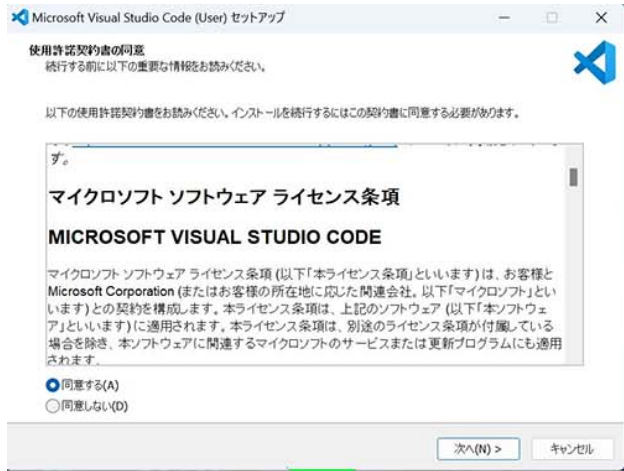 Microsoft Visual Studio Code (User) セットアップ
使用許諾契約書の同意
続行する前に以下の重要な情報をお読みください。
以下の使用許諾契約書をお読みください。インストールを続行するにはこの契約書に同意する必要があります。
す。
マイクロソフト ソフトウェア ライセンス条項
MICROSOFT VISUAL STUDIO CODE
マイクロソフト ソフトウェア ライセンス条項 (以下「本ライセンス条項」といいます) は、お客様と
Microsoft Corporation (またはお客様の所在地に応じた関連会社。以下「マイクロソフト」とい
います) との契約を構成します。本ライセンス条項は、上記のソフトウェア (以下「本ソフトウェ
ア」といいます) に適用されます。本ライセンス条項は、別途のライセンス条項が付属している
場合を除き、本ソフトウェアに関連するマイクロソフトのサービスまたは更新プログラムにも適用
されます。
同意する(A)
同意しない(D)
次へ(N) >
キャンセル